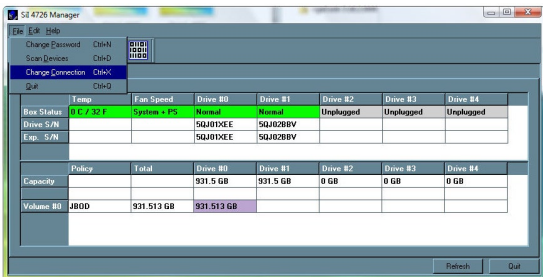 SiI 4726 Manager
File Edit Help
Change Password Ctrl+N
Scan Devices Ctrl+D
Change Connection Ctrl+X
Quit Ctrl+Q
Temp Fan Speed Drive #0 Drive #1 Drive #2 Drive #3 Drive #4
Box Status 0 C / 32 F System + PS Normal Normal Unplugged Unplugged Unplugged
Drive S/N 5QJ01XEE 5QJ02BBV
Exp. S/N 5QJ01XEE 5QJ02BBV
Policy Total Drive #0 Drive #1 Drive #2 Drive #3 Drive #4
Capacity 931.5 GB 931.5 GB 0 GB 0 GB 0 GB
Volume #0 JBOD 931.513 GB 931.513 GB
Refresh Quit